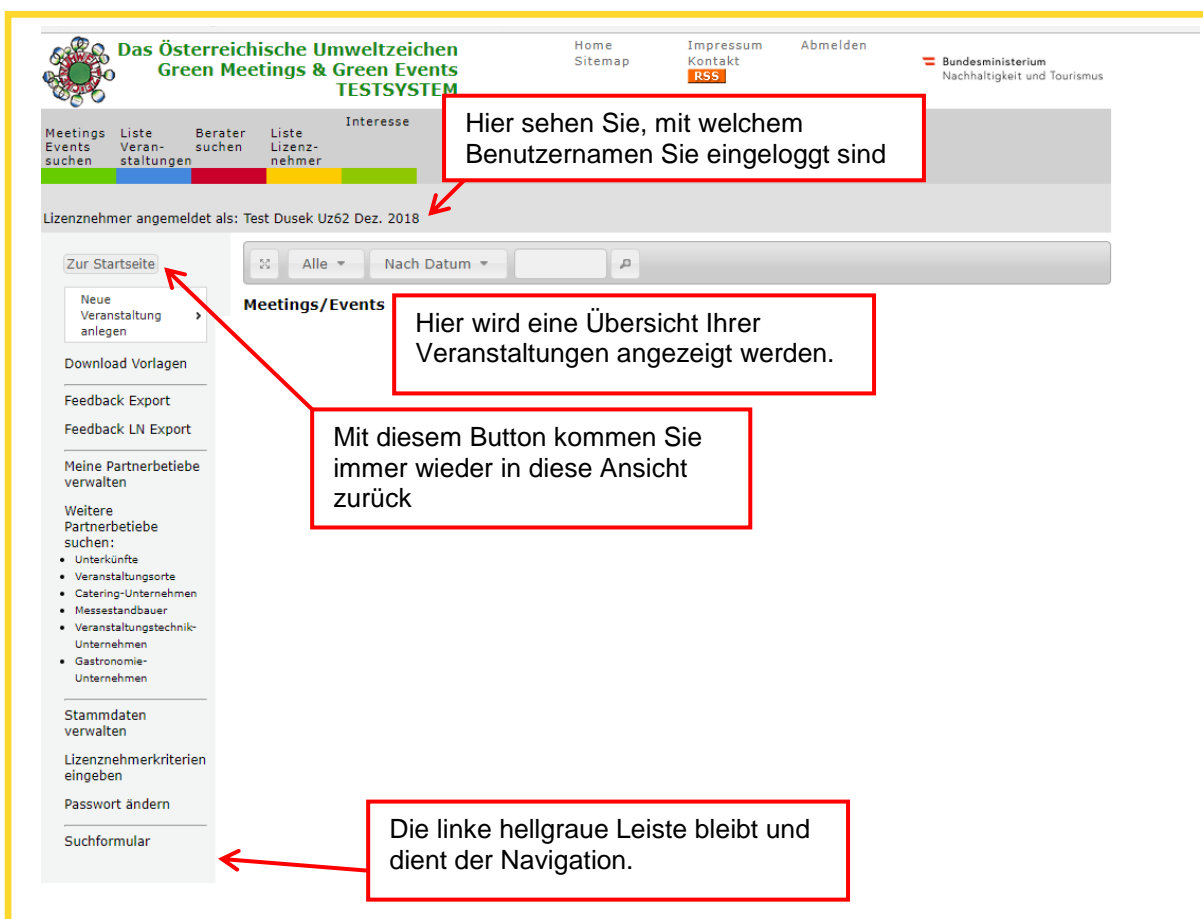 Das Österreichische Umweltzeichen
Green Meetings & Green Events
TESTSYSTEM
Home
Sitemap
Impressum
Kontakt
RSS
Abmelden
Bundesministerium
Nachhaltigkeit und Tourismus
Meetings
Events
suchen
Liste
Veran-
staltungen
Berater
suchen
Liste
Lizenz-
nehmer
Interesse
Hier sehen Sie, mit welchem
Benutzernamen Sie eingeloggt sind
Lizenznehmer angemeldet als: Test Dusek Uz62 Dez. 2018
Zur Startseite
Alle
Nach Datum
Neue
Veranstaltung
anlegen
Meetings/Events
Hier wird eine Übersicht Ihrer
Veranstaltungen angezeigt werden.
Download Vorlagen
Feedback Export
Feedback LN Export
Mit diesem Button kommen Sie
immer wieder in diese Ansicht
zurück
Meine Partnerbetiebe
verwalten
Weitere
Partnerbetiebe
suchen:
• Unterkünfte
• Veranstaltungsorte
• Catering-Unternehmen
• Messestandbauer
• Veranstaltungstechnik-
Unternehmen
• Gastronomie-
Unternehmen
Stammdaten
verwalten
Lizenznehmerkriterien
eingeben
Passwort ändern
Suchformular
Die linke hellgraue Leiste bleibt und
dient der Navigation.